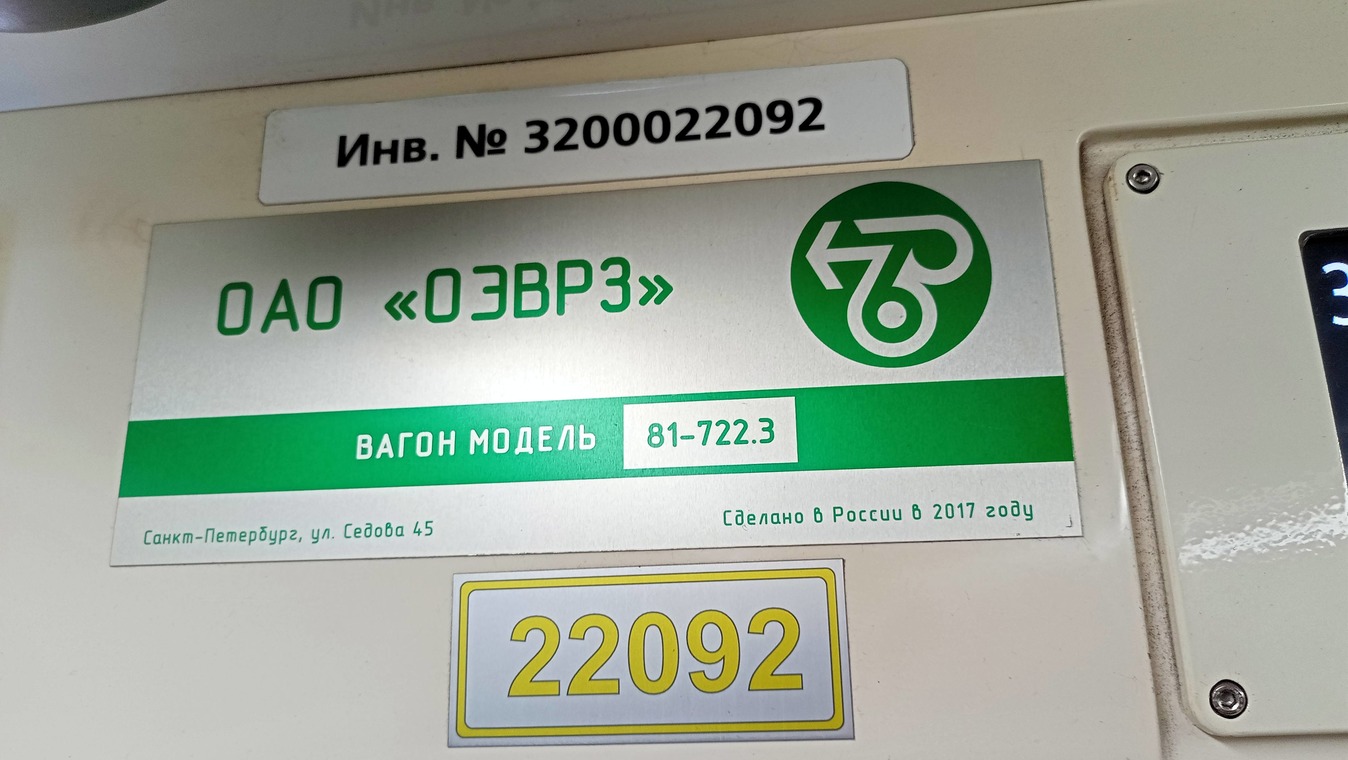 Инв. № 3200022092
ОАО «ОЭВРЗ»
ВАГОН МОДЕЛЬ 81-722.3
Санкт-Петербург, ул. Седова 45
Сделано в России в 2017 году
22092